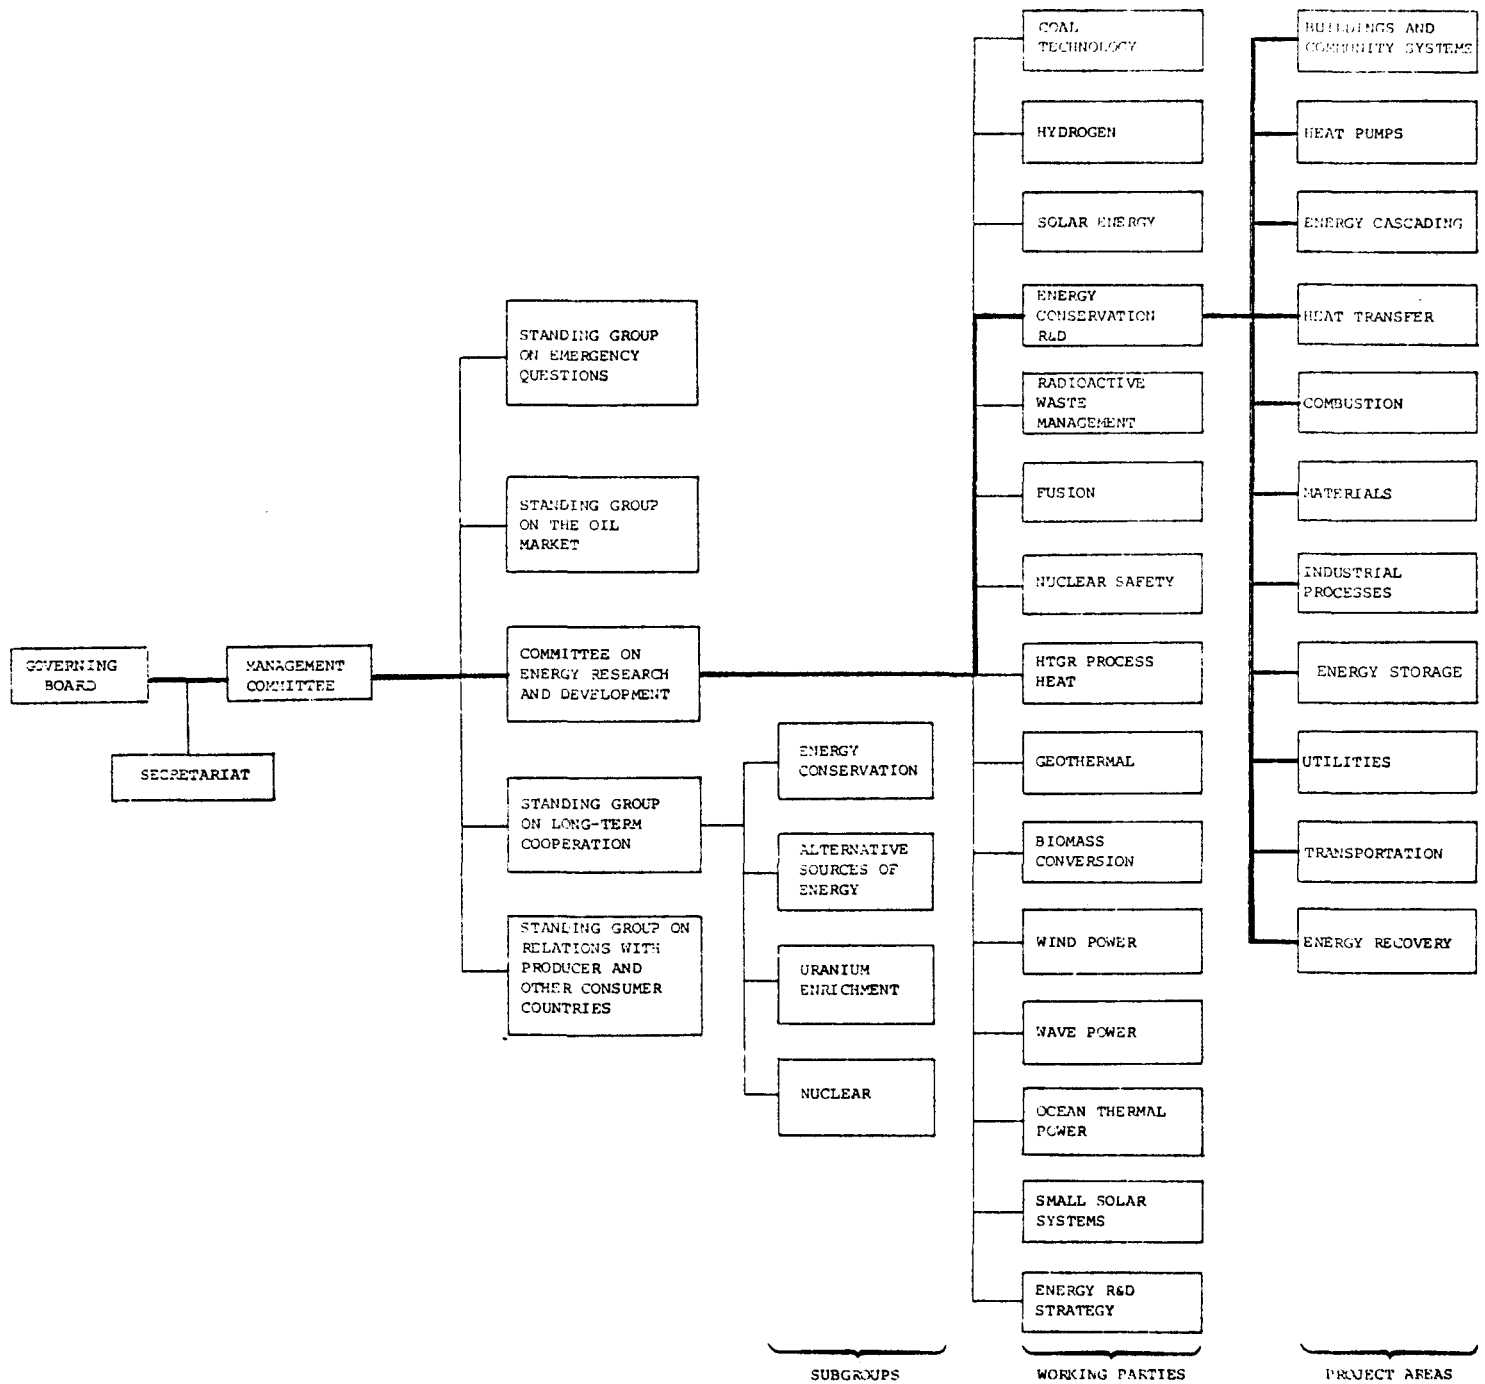 GOVERNING
BOARD
MANAGEMENT
COMMITTEE
SECRETARIAT
STANDING GROUP
ON EMERGENCY
QUESTIONS
STANDING GROUP
ON THE OIL
MARKET
COMMITTEE ON
ENERGY RESEARCH
AND DEVELOPMENT
STANDING GROUP
ON LONG-TERM
COOPERATION
STANDING GROUP ON
RELATIONS WITH
PRODUCER AND
OTHER CONSUMER
COUNTRIES
ENERGY
CONSERVATION
ALTERNATIVE
SOURCES OF
ENERGY
URANIUM
ENRICHMENT
NUCLEAR
SUBGROUPS
COAL
TECHNOLOGY
HYDROGEN
SOLAR ENERGY
ENERGY
CONSERVATION
R&D
RADIOACTIVE
WASTE
MANAGEMENT
FUSION
NUCLEAR SAFETY
HTGR PROCESS
HEAT
GEOTHERMAL
BIOMASS
CONVERSION
WIND POWER
WAVE POWER
OCEAN THERMAL
POWER
SMALL SOLAR
SYSTEMS
ENERGY R&D
STRATEGY
WORKING PARTIES
BUILDINGS AND
COMMUNITY SYSTEMS
HEAT PUMPS
ENERGY CASCADING
HEAT TRANSFER
COMBUSTION
MATERIALS
INDUSTRIAL
PROCESSES
ENERGY STORAGE
UTILITIES
TRANSPORTATION
ENERGY RECOVERY
PROJECT AREAS